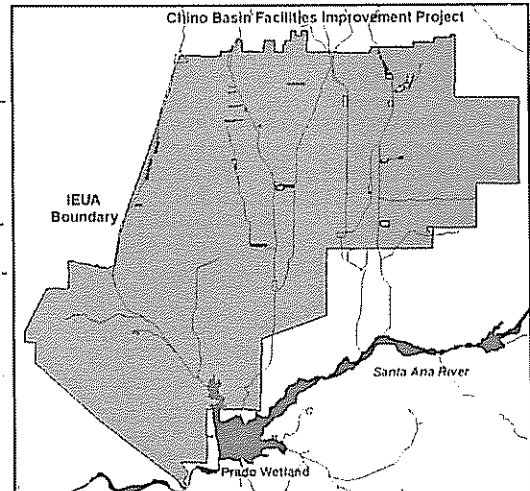 Chino Basin Facilities Improvement Project
IEUA
Boundary
Santa Ana River
Prado Wetland